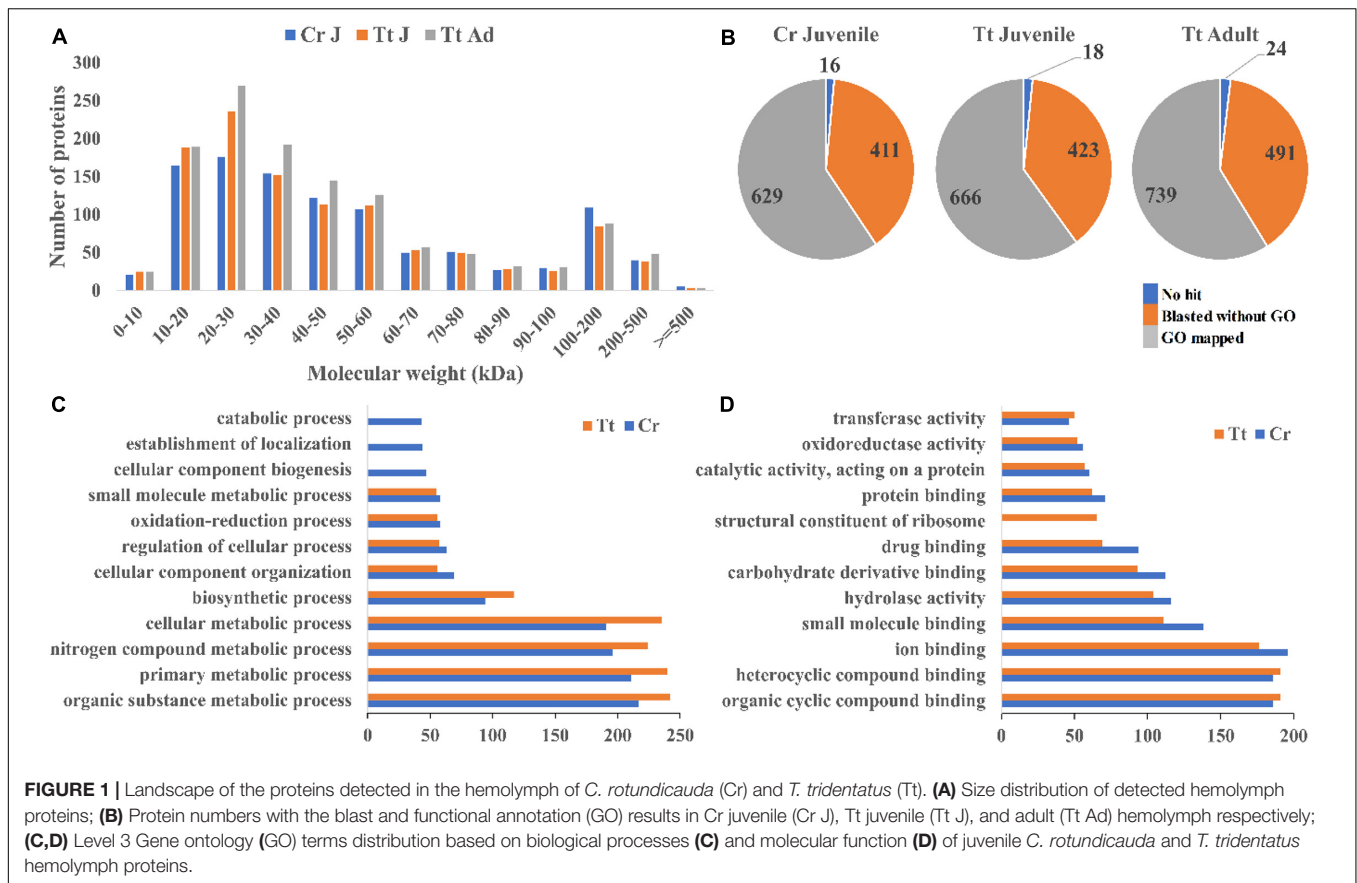 A
Cr J Tt J Tt Ad
300
250
200
150
100
50
0
Number of proteins
0-10
10-20
20-30
30-40
40-50
50-60
60-70
70-80
80-90
90-100
100-200
200-500
>=500
Molecular weight (kDa)
B
Cr Juvenile
16
411
629
Tt Juvenile
18
423
666
Tt Adult
24
491
739
No hit
Blasted without GO
GO mapped
C
Tt Cr
catabolic process
establishment of localization
cellular component biogenesis
small molecule metabolic process
oxidation-reduction process
regulation of cellular process
cellular component organization
biosynthetic process
cellular metabolic process
nitrogen compound metabolic process
primary metabolic process
organic substance metabolic process
0 50 100 150 200 250
D
Tt Cr
transferase activity
oxidoreductase activity
catalytic activity, acting on a protein
protein binding
structural constituent of ribosome
drug binding
carbohydrate derivative binding
hydrolase activity
small molecule binding
ion binding
heterocyclic compound binding
organic cyclic compound binding
0 50 100 150 200
FIGURE 1 | Landscape of the proteins detected in the hemolymph of C. rotundicauda (Cr) and T. tridentatus (Tt). (A) Size distribution of detected hemolymph
proteins; (B) Protein numbers with the blast and functional annotation (GO) results in Cr juvenile (Cr J), Tt juvenile (Tt J), and adult (Tt Ad) hemolymph respectively;
(C,D) Level 3 Gene ontology (GO) terms distribution based on biological processes (C) and molecular function (D) of juvenile C. rotundicauda and T. tridentatus
hemolymph proteins.